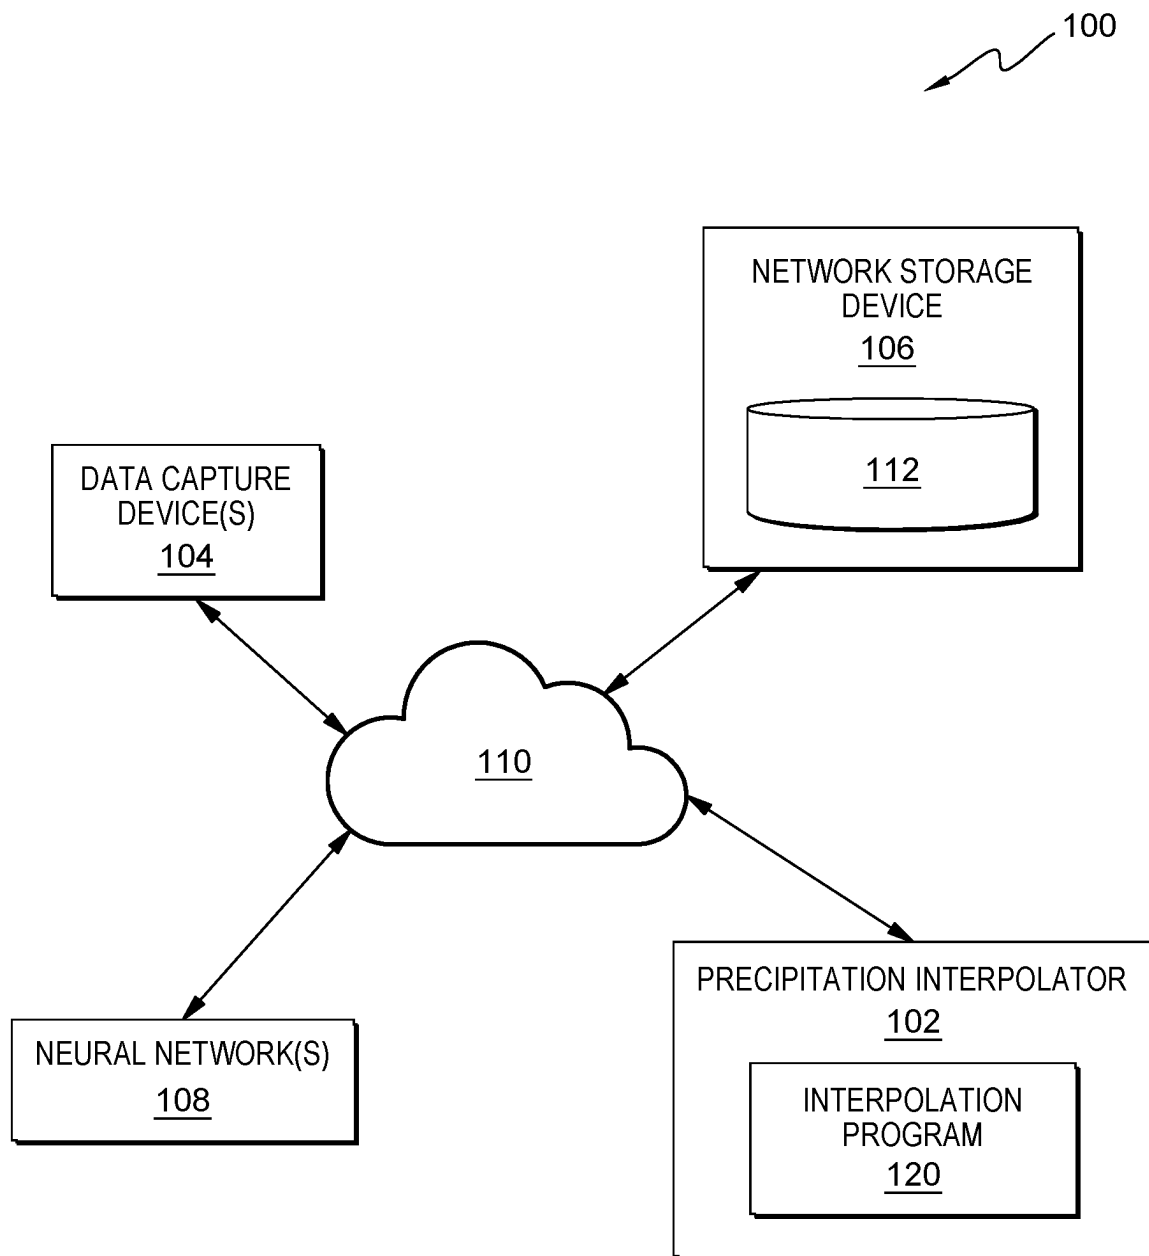 100
NETWORK STORAGE
DEVICE
106
112
DATA CAPTURE
DEVICE(S)
104
110
PRECIPITATION INTERPOLATOR
102
INTERPOLATION
PROGRAM
120
NEURAL NETWORK(S)
108